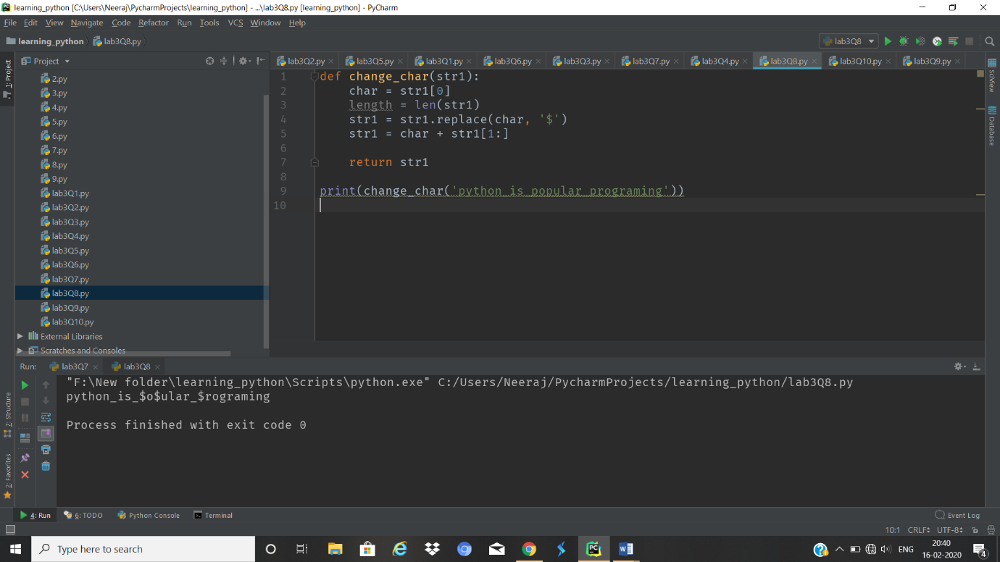 learning_python [C:\Users\Neeraj\PycharmProjects\learning_python] - ...\lab3Q8.py [learning_python] - PyCharm
File Edit View Navigate Code Refactor Run Tools VCS Window Help
learning_python lab3Q8.py lab3Q8
1: Project
Project
lab3Q2.py lab3Q5.py lab3Q1.py lab3Q6.py lab3Q3.py lab3Q7.py lab3Q4.py lab3Q8.py lab3Q10.py lab3Q9.py
2.py
3.py
4.py
5.py
6.py
7.py
8.py
9.py
lab3Q1.py
lab3Q2.py
lab3Q3.py
lab3Q4.py
lab3Q5.py
lab3Q6.py
lab3Q7.py
lab3Q8.py
lab3Q9.py
lab3Q10.py
External Libraries
Scratches and Consoles
1 def change_char(str1):
2 char = str1[0]
3 length = len(str1)
4 str1 = str1.replace(char, '$')
5 str1 = char + str1[1:]
6
7 return str1
8
9 print(change_char('python_is_popular_programing'))
10
SciView
Database
Run: lab3Q7 lab3Q8
"F:\New folder\learning_python\Scripts\python.exe" C:/Users/Neeraj/PycharmProjects/learning_python/lab3Q8.py
python_is_$o$ular_$rograming
Process finished with exit code 0
7: Structure
2: Favorites
4: Run 6: TODO Python Console Terminal Event Log
10:1 CRLF UTF-8
Type here to search
ENG
20:40
16-02-2020
4